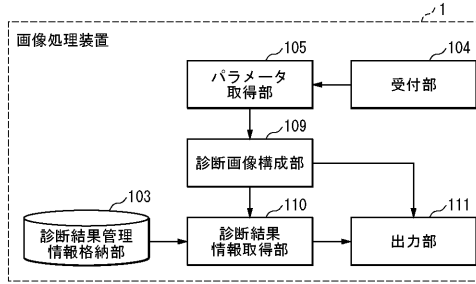 1
画像処理装置
105
104
パラメータ
取得部
受付部
109
診断画像構成部
103
110
111
診断結果管理
情報格納部
診断結果
情報取得部
出力部